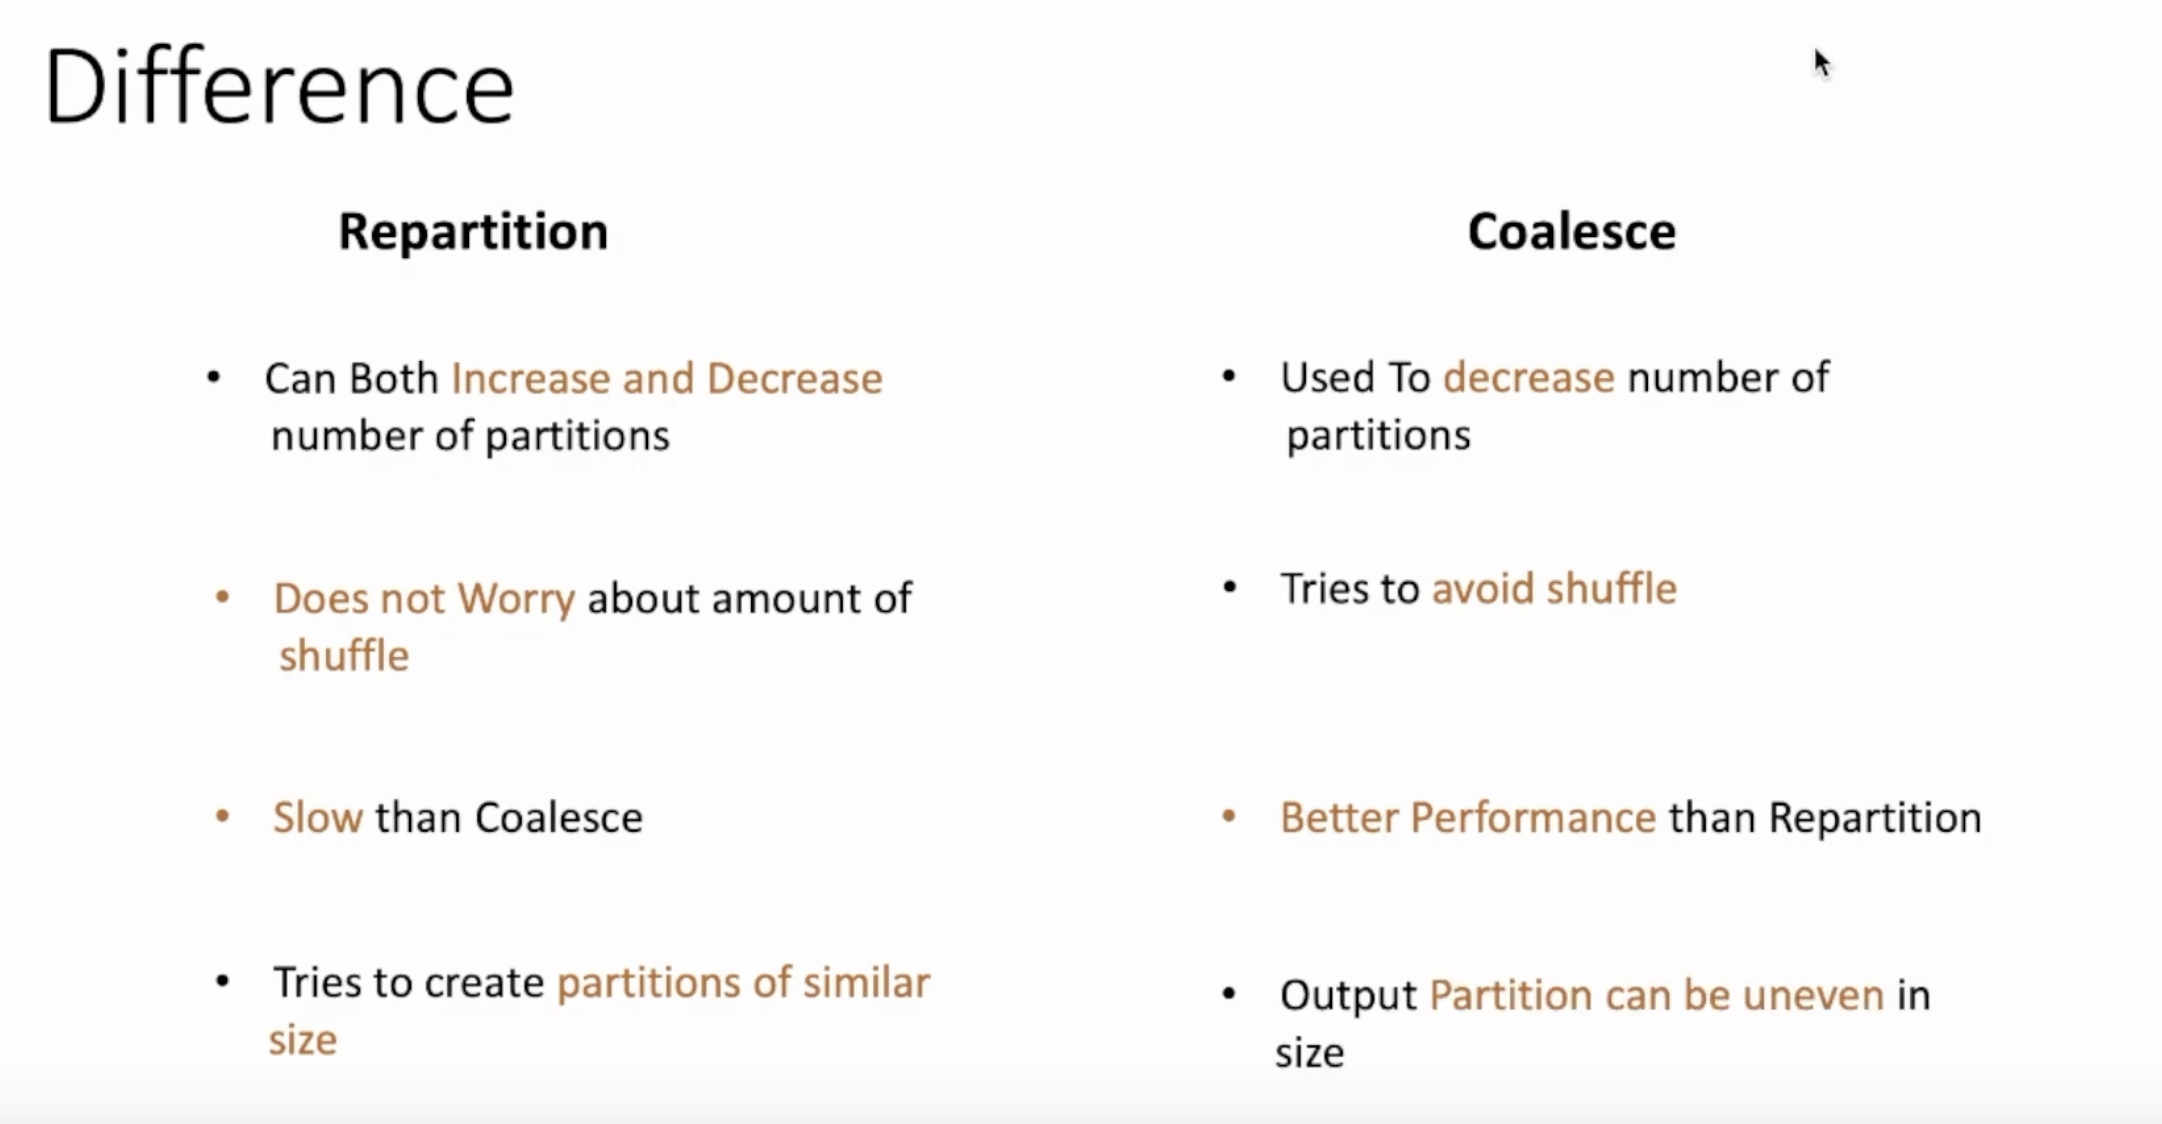 Difference
Repartition
• Can Both Increase and Decrease
number of partitions
• Does not Worry about amount of
shuffle
• Slow than Coalesce
• Tries to create partitions of similar
size
Coalesce
• Used To decrease number of
partitions
• Tries to avoid shuffle
• Better Performance than Repartition
• Output Partition can be uneven in
size